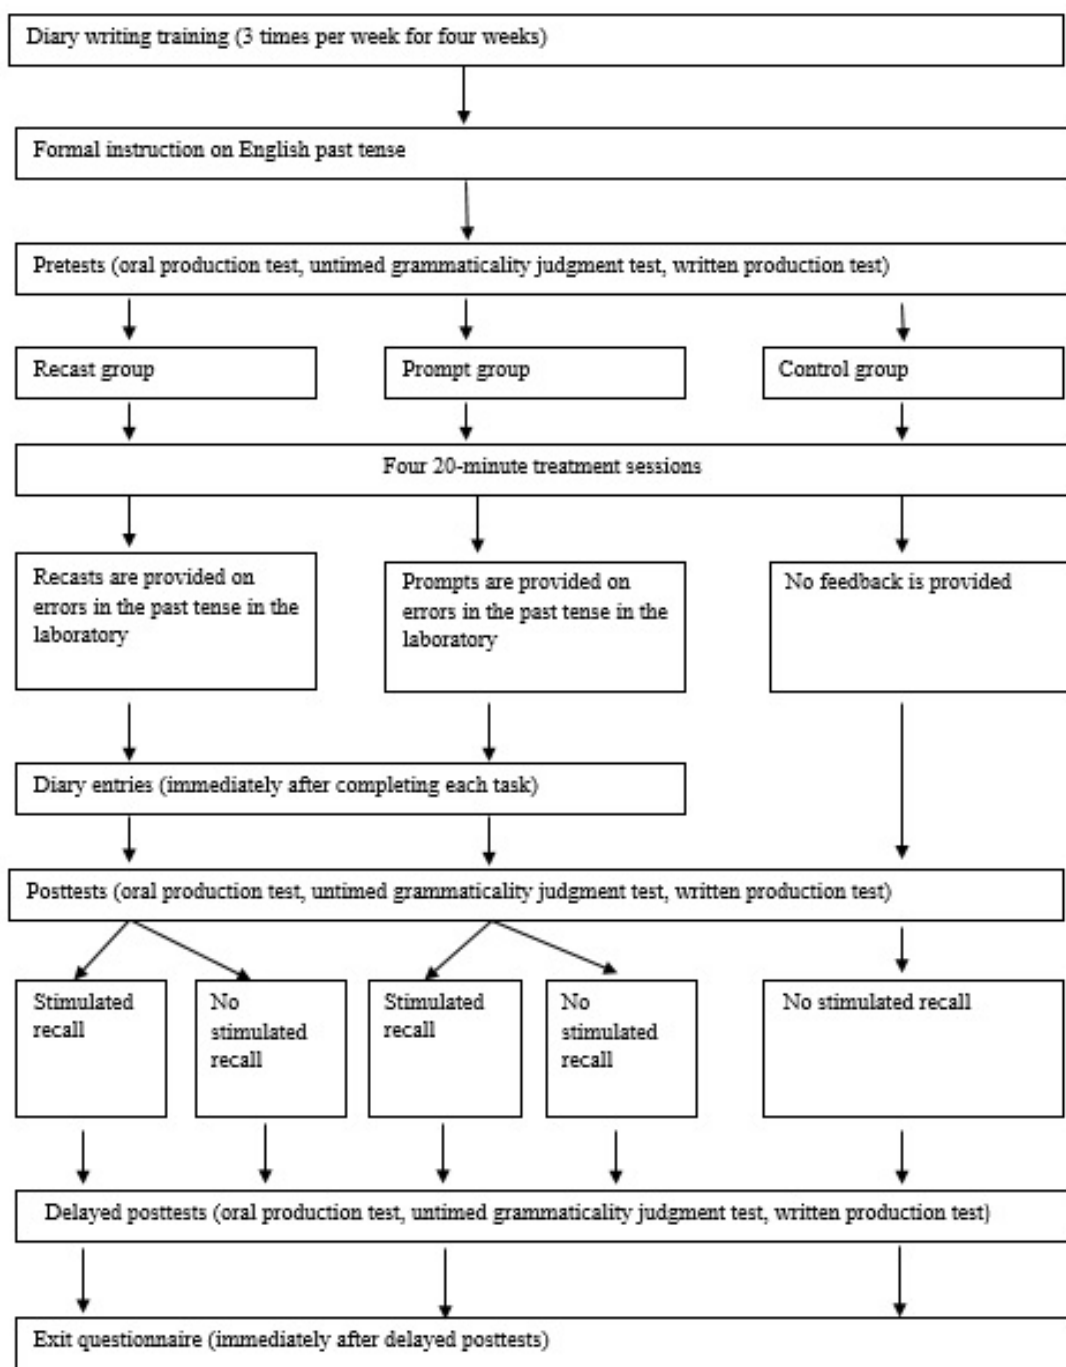 Diary writing training (3 times per week for four weeks)
Formal instruction on English past tense
Pretests (oral production test, untimed grammaticality judgment test, written production test)
Recast group
Prompt group
Control group
Four 20-minute treatment sessions
Recasts are provided on
errors in the past tense in the
laboratory
Prompts are provided on
errors in the past tense in the
laboratory
No feedback is provided
Diary entries (immediately after completing each task)
Posttests (oral production test, untimed grammaticality judgment test, written production test)
Stimulated
recall
No
stimulated
recall
Stimulated
recall
No
stimulated
recall
No stimulated recall
Delayed posttests (oral production test, untimed grammaticality judgment test, written production test)
Exit questionnaire (immediately after delayed posttests)